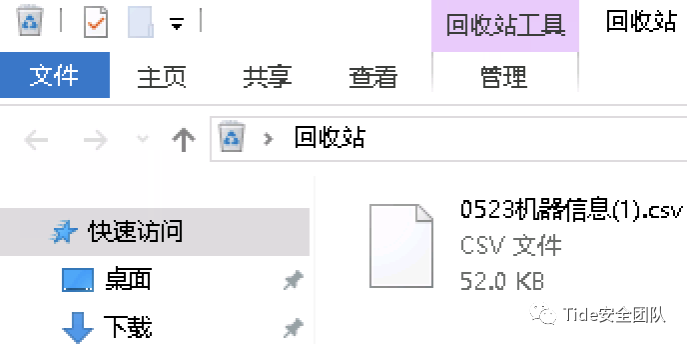 回收站工具 回收站
文件 主页 共享 查看 管理
回收站
快速访问
桌面
下载
0523机器信息(1).csv
CSV 文件
52.0 KB
Tide安全团队